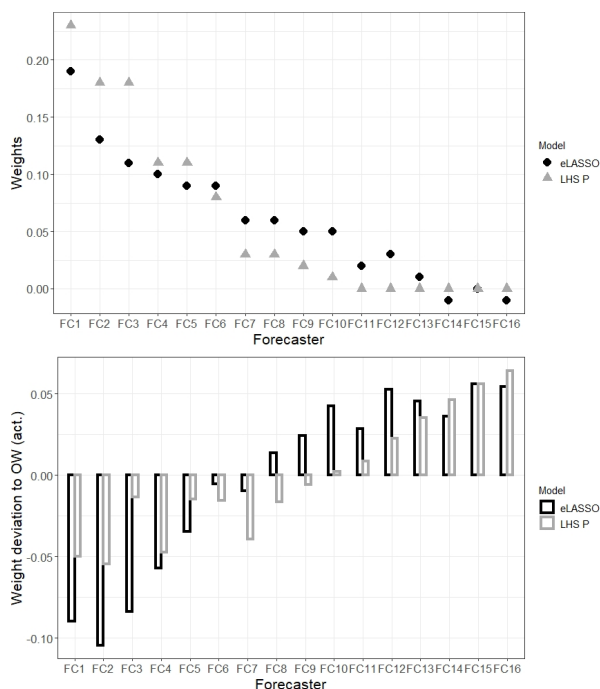 0.20
0.15
0.10
0.05
0.00
Weights
FC1 FC2 FC3 FC4 FC5 FC6 FC7 FC8 FC9 FC10 FC11 FC12 FC13 FC14 FC15 FC16
Forecaster
Model
eLASSO
LHS P
0.05
0.00
-0.05
-0.10
Weight deviation to OW (act.)
FC1 FC2 FC3 FC4 FC5 FC6 FC7 FC8 FC9 FC10 FC11 FC12 FC13 FC14 FC15 FC16
Forecaster
Model
eLASSO
LHS P